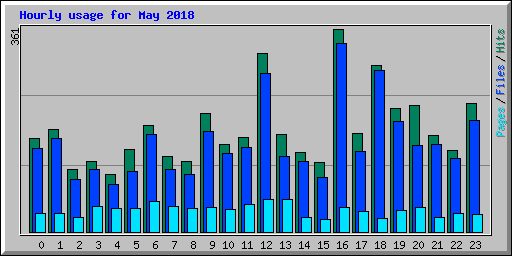 Hourly usage for May 2018
361
Pages / Files / Hits
0 1 2 3 4 5 6 7 8 9 10 11 12 13 14 15 16 17 18 19 20 21 22 23